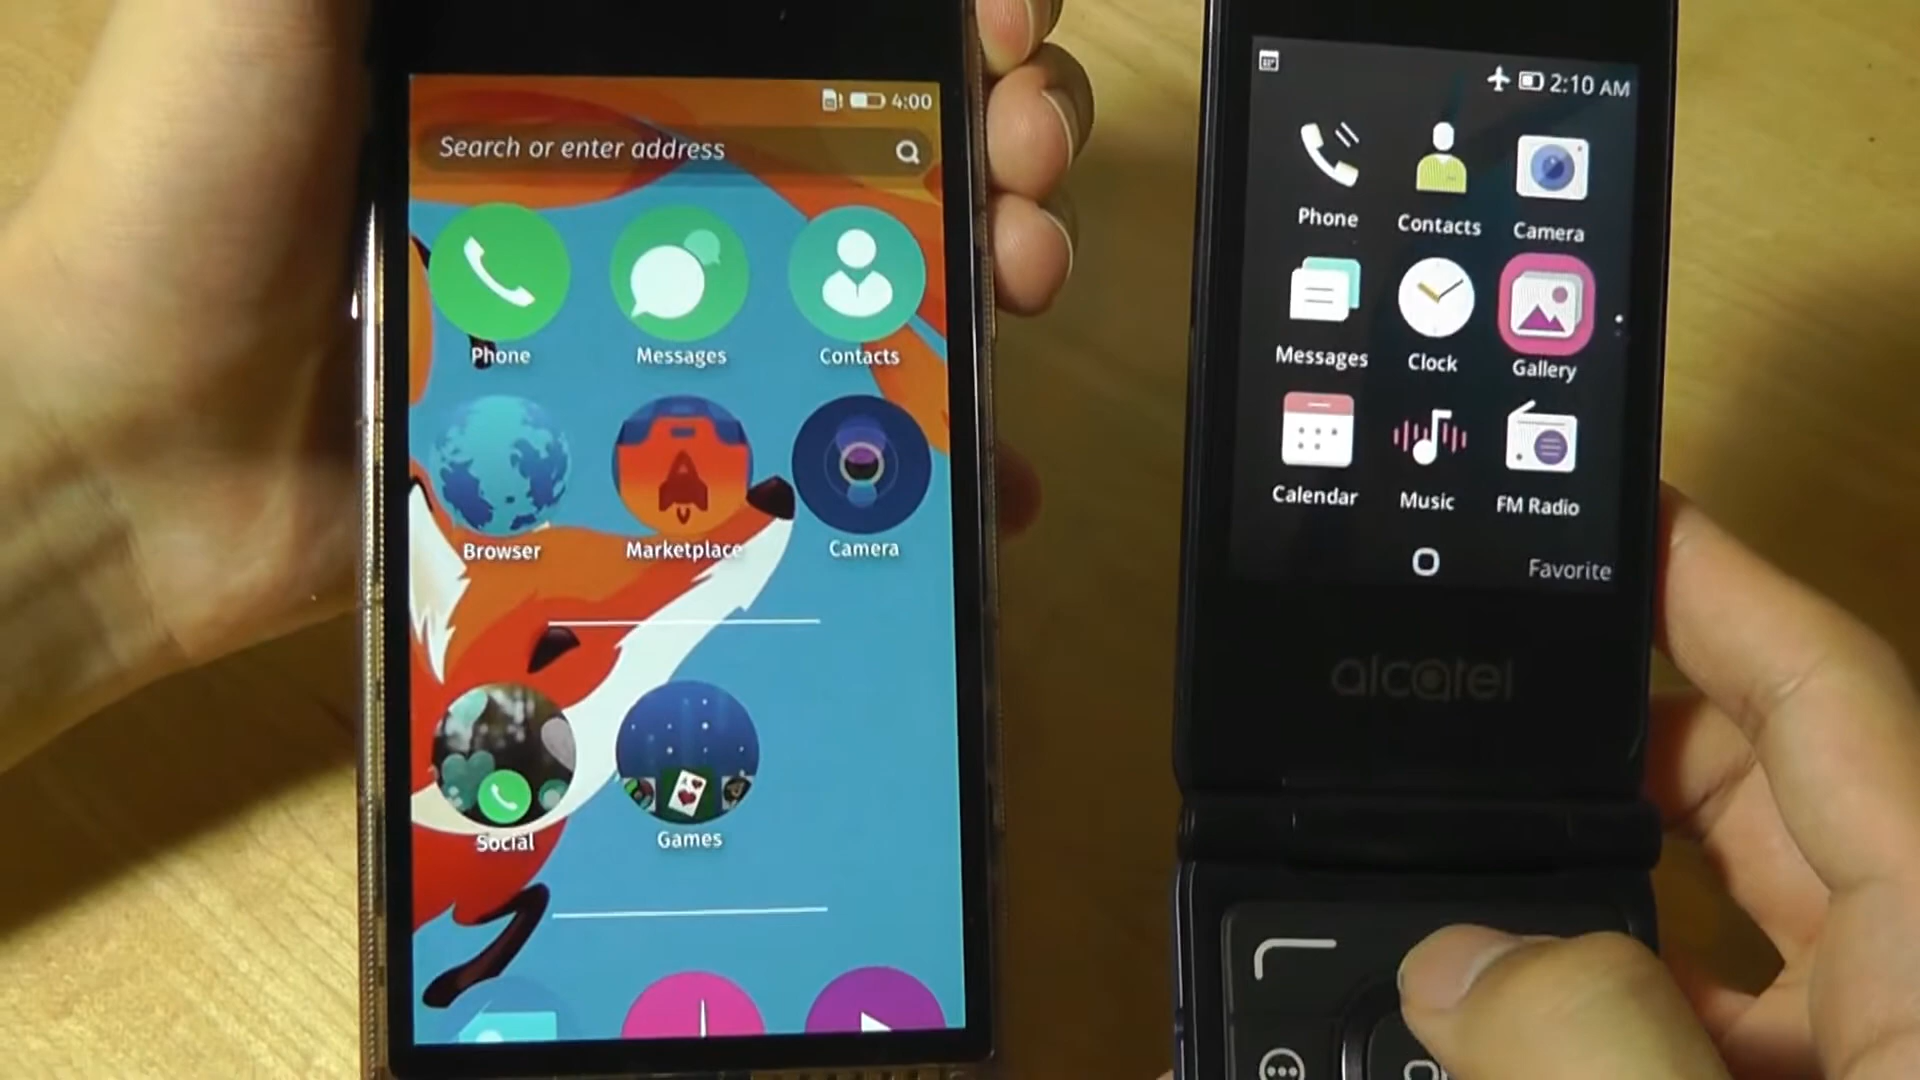 4:00
Search or enter address
Phone
Messages
Contacts
Browser
Marketplace
Camera
Social
Games
2:10 AM
Phone
Contacts
Camera
Messages
Clock
Gallery
Calendar
Music
FM Radio
Favorite
alcatel